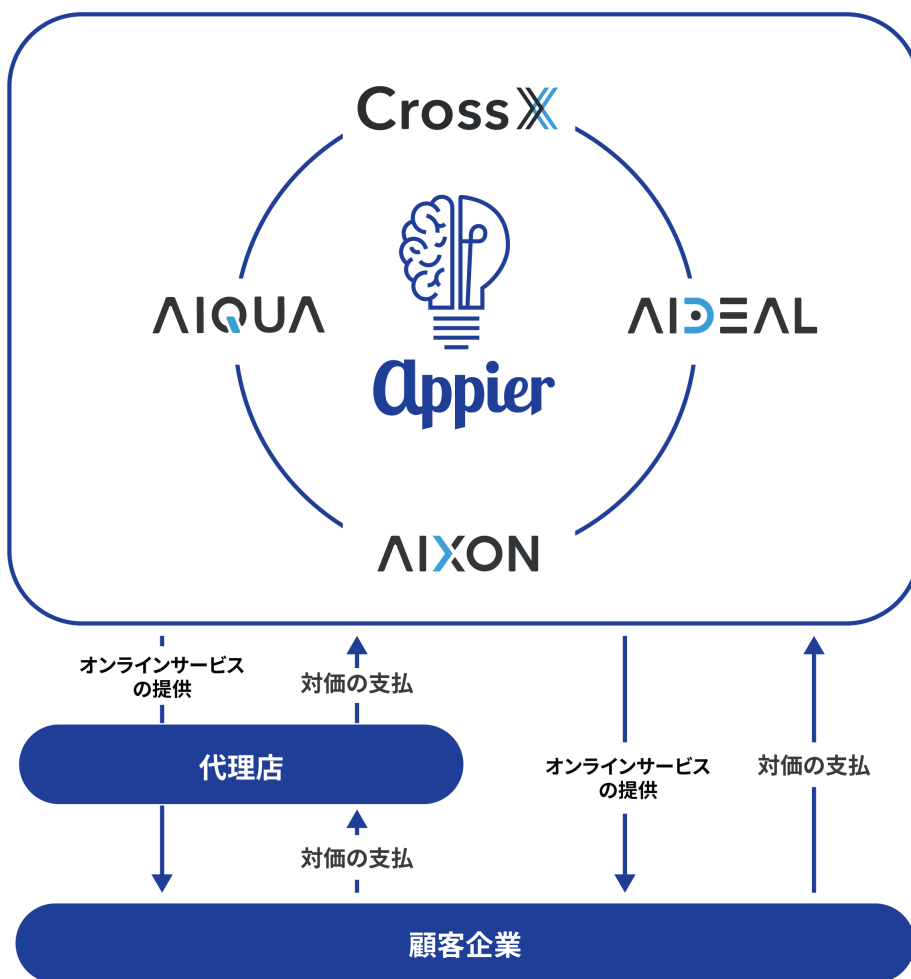 CrossX
AIQUA
AIDEAL
appier
AIXON
オンラインサービス
の提供
対価の支払
代理店
対価の支払
オンラインサービス
の提供
対価の支払
顧客企業